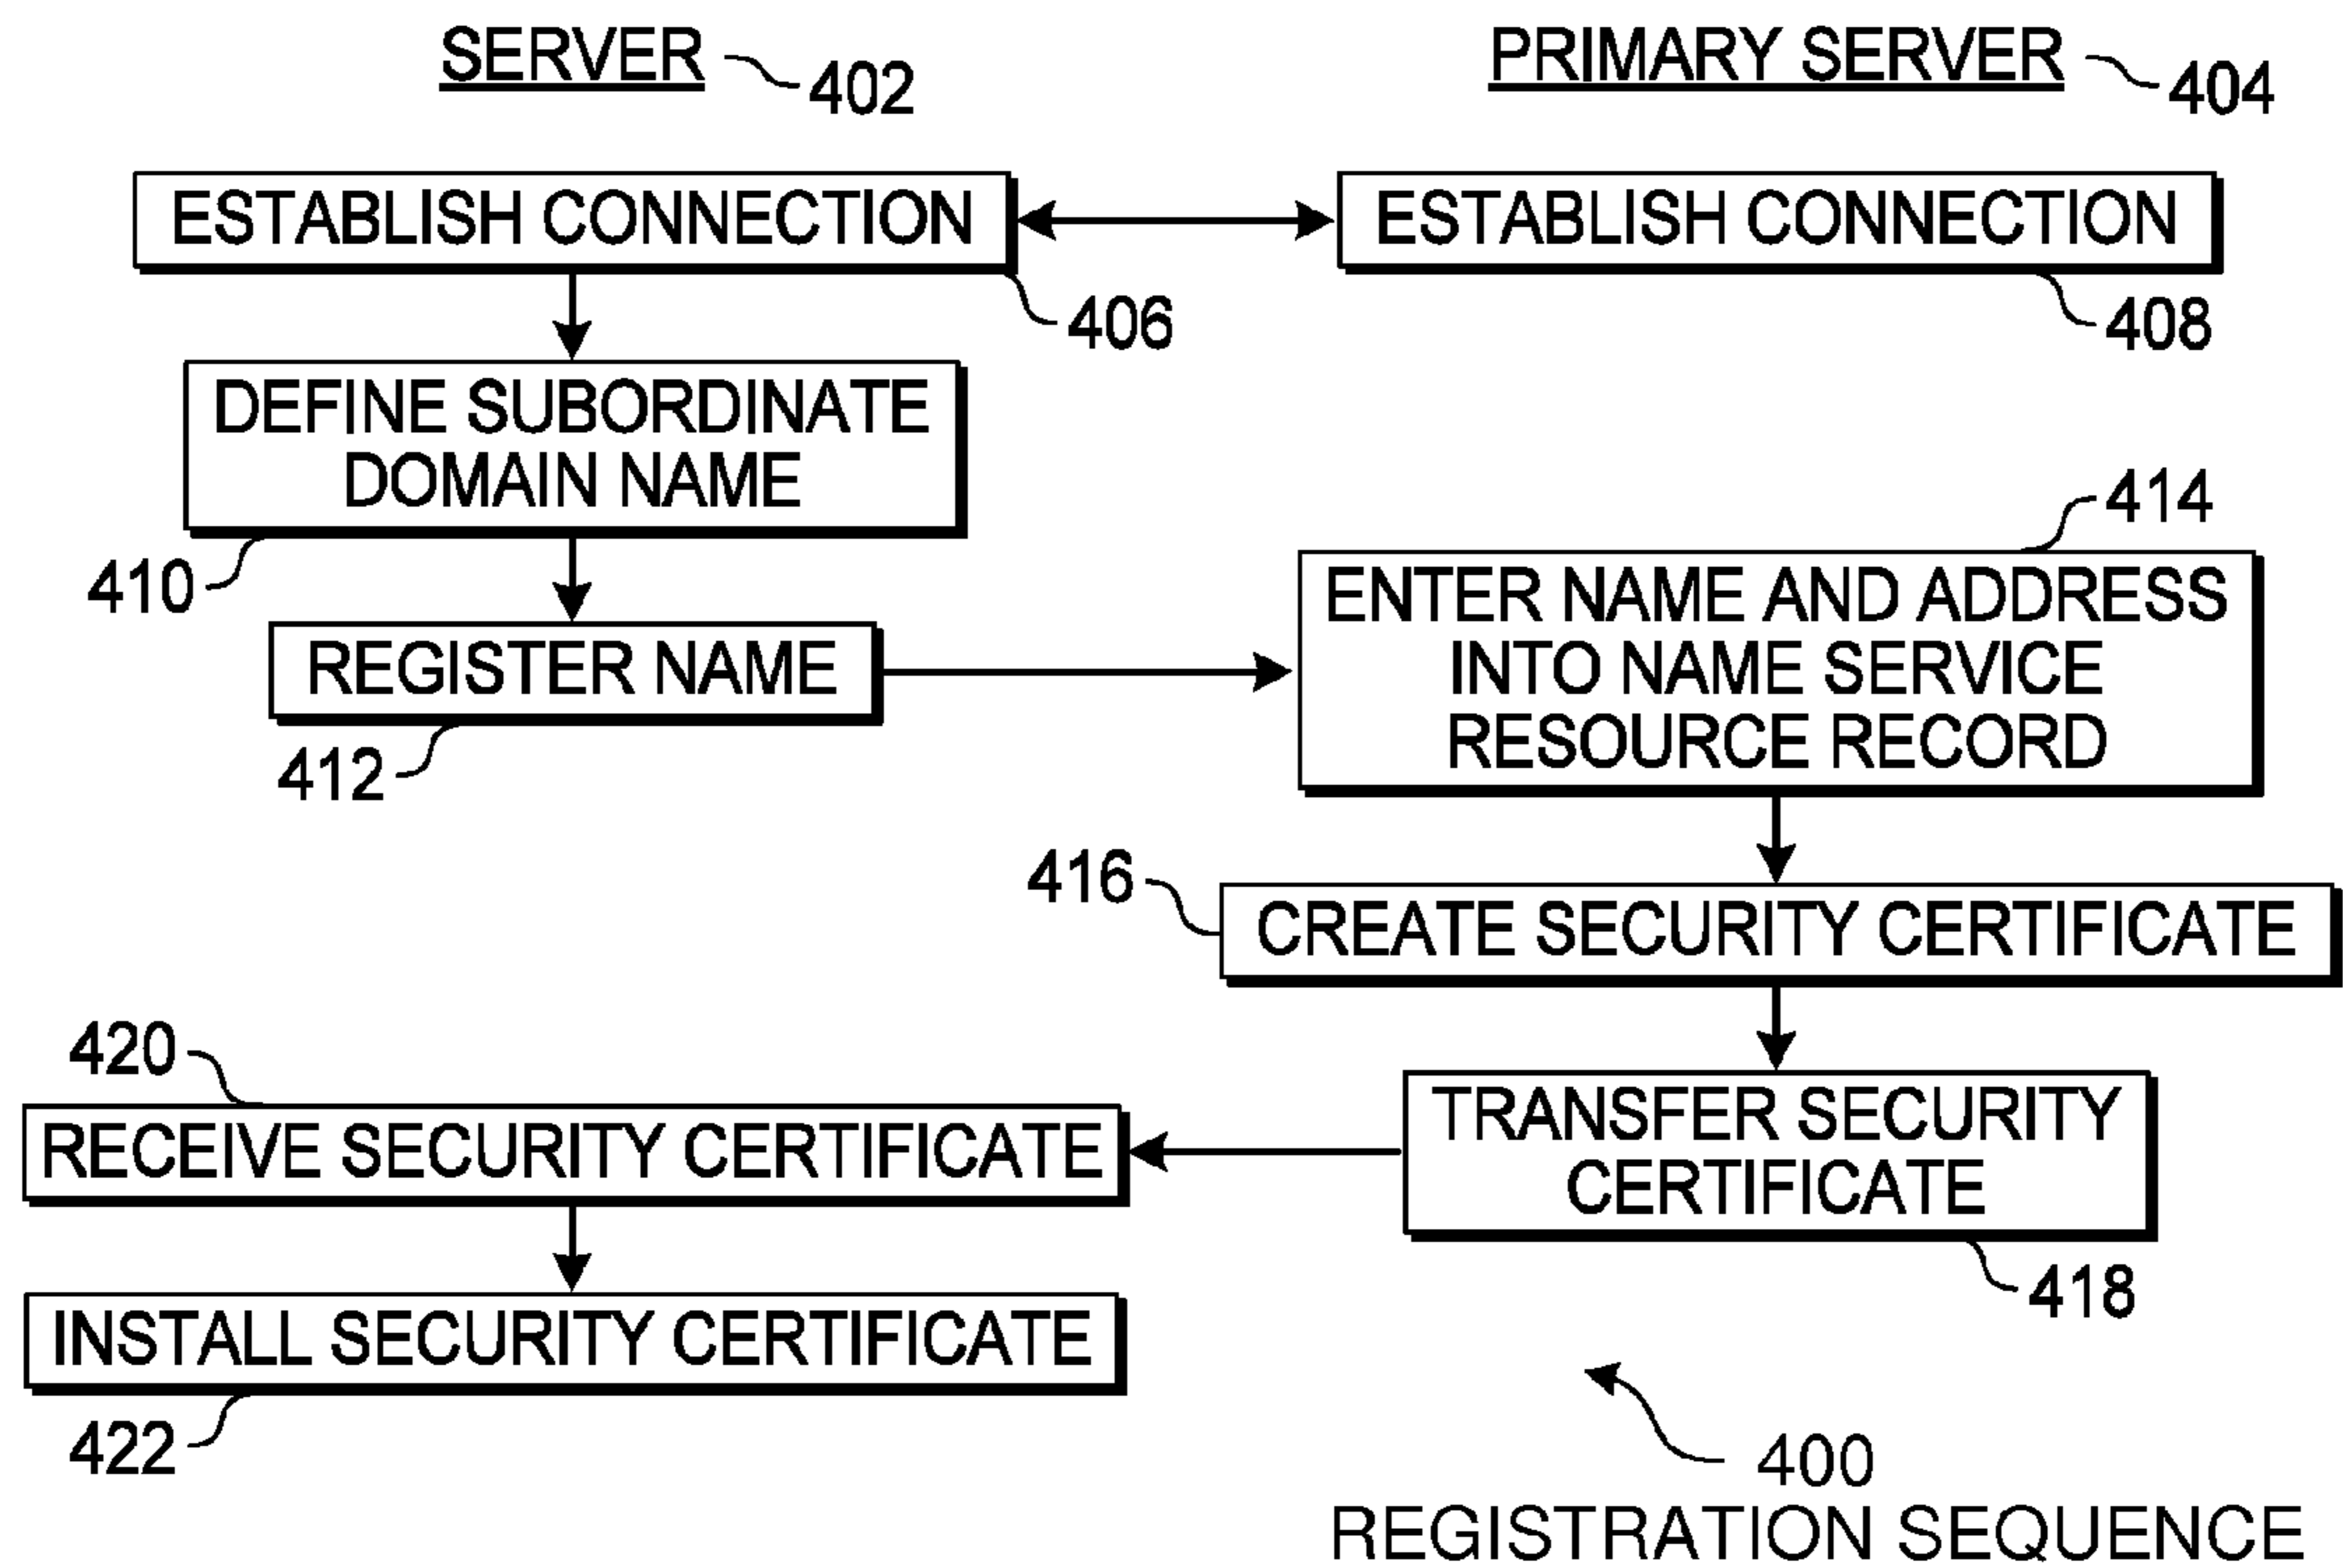 SERVER 402
PRIMARY SERVER 404
ESTABLISH CONNECTION
406
ESTABLISH CONNECTION
408
DEFINE SUBORDINATE
DOMAIN NAME
410
REGISTER NAME
412
414
ENTER NAME AND ADDRESS
INTO NAME SERVICE
RESOURCE RECORD
416
CREATE SECURITY CERTIFICATE
TRANSFER SECURITY
CERTIFICATE
418
420
RECEIVE SECURITY CERTIFICATE
INSTALL SECURITY CERTIFICATE
422
400
REGISTRATION SEQUENCE